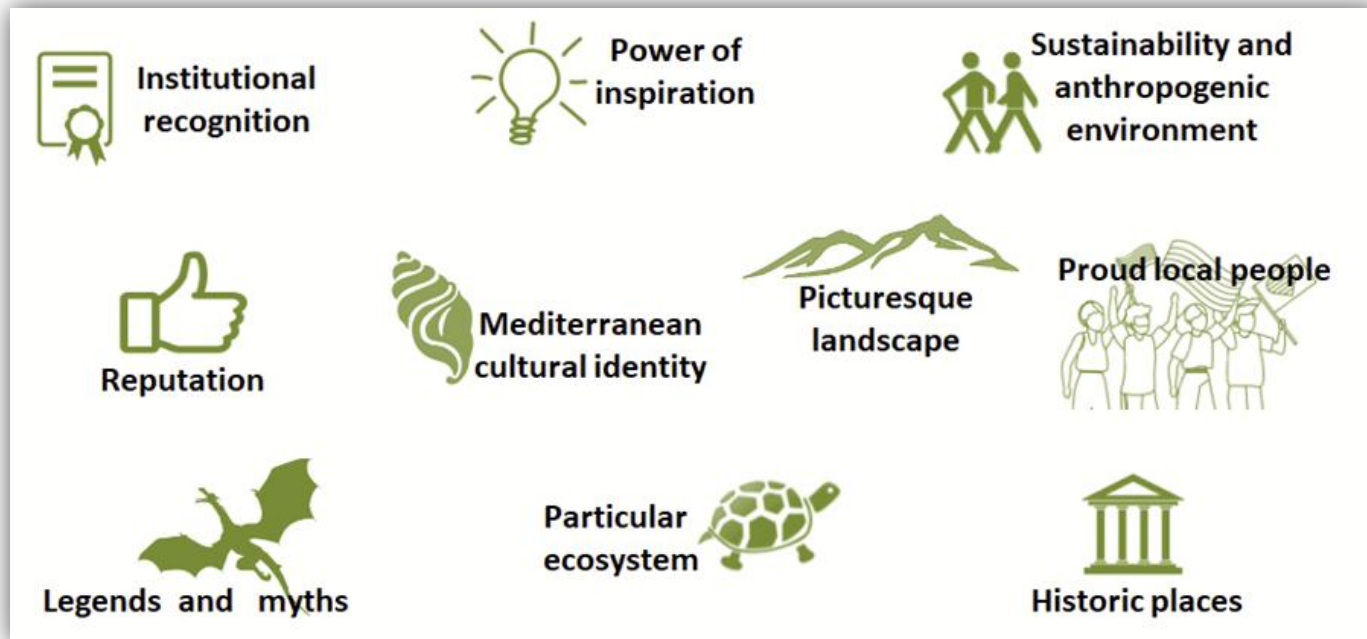 Institutional
recognition
Power of
inspiration
Sustainability and
anthropogenic
environment
Reputation
Mediterranean
cultural identity
Picturesque
landscape
Proud local people
Legends and myths
Particular
ecosystem
Historic places